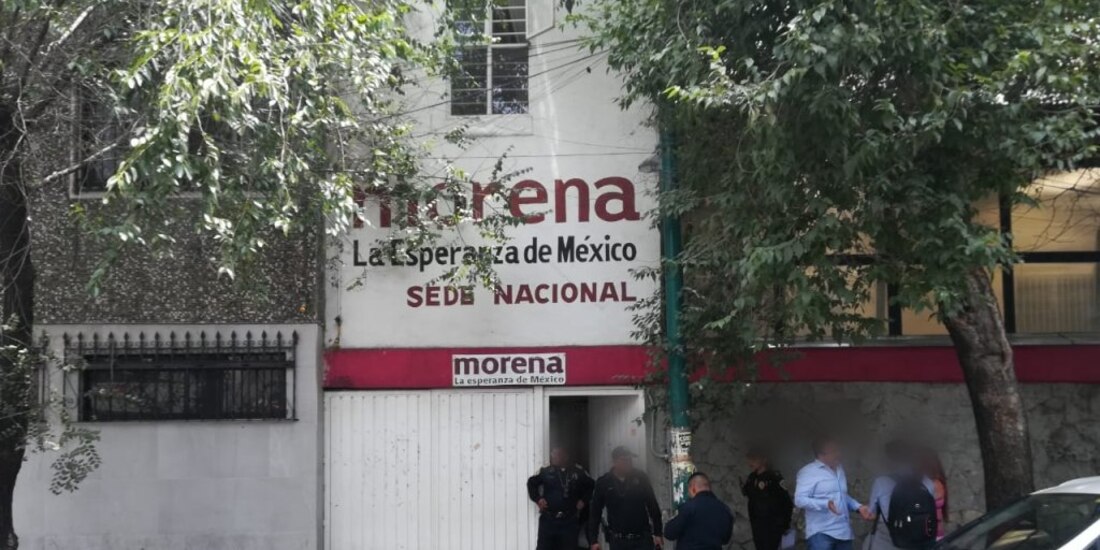 morena
La Esperanza de México
SEDE NACIONAL
morena
La esperanza de México